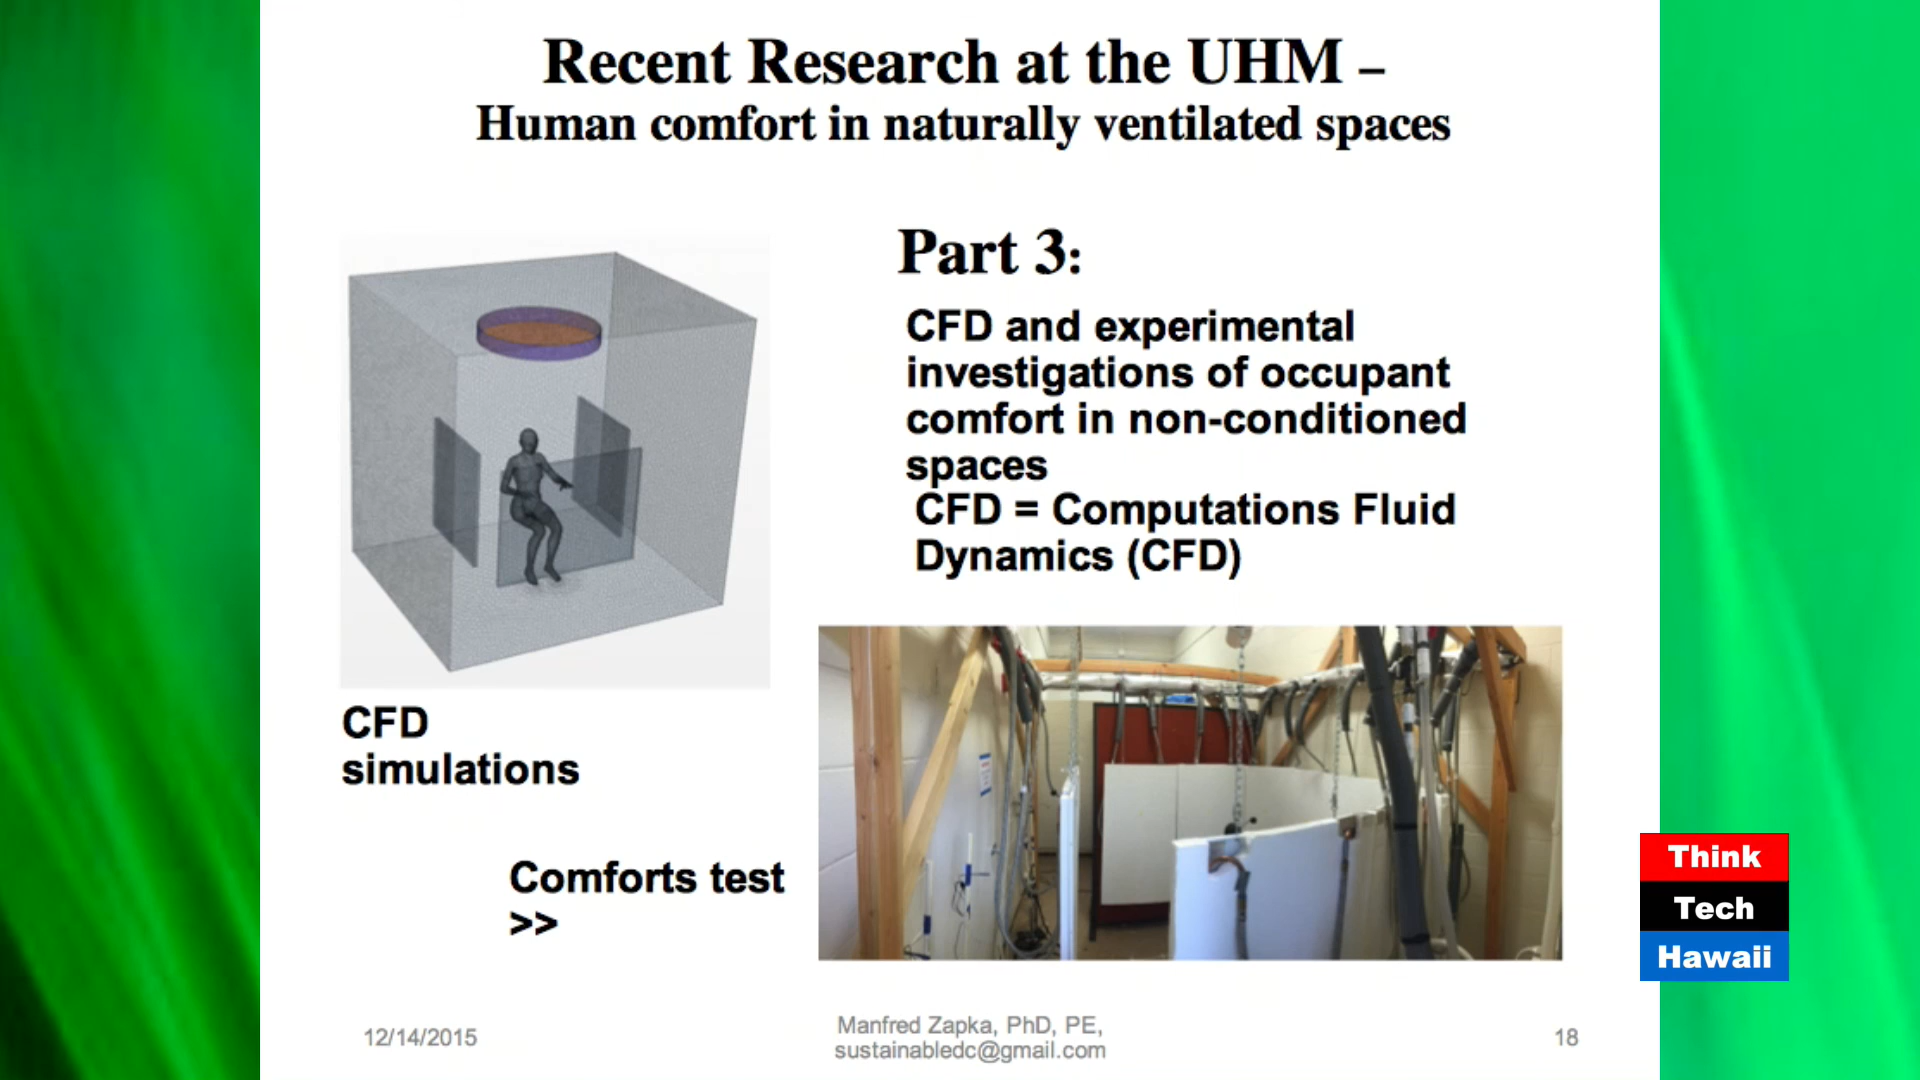 Recent Research at the UHM –
Human comfort in naturally ventilated spaces
Part 3:
CFD and experimental
investigations of occupant
comfort in non-conditioned
spaces
CFD = Computations Fluid
Dynamics (CFD)
CFD
simulations
Comforts test
>>
Think
Tech
Hawaii
12/14/2015
Manfred Zapka, PhD, PE,
sustainabledc@gmail.com
18